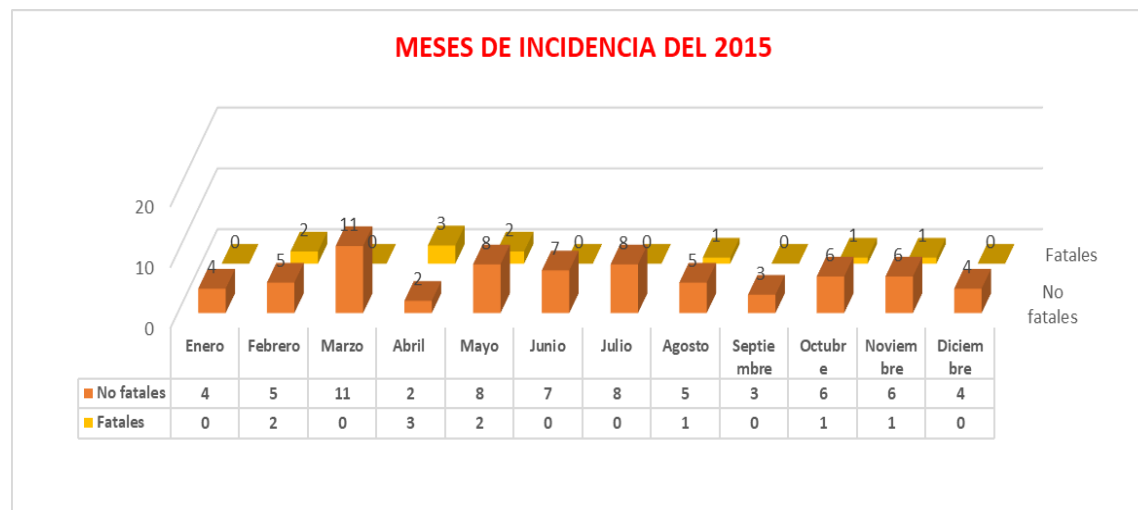 MESES DE INCIDENCIA DEL 2015
20
10
0
0 2 0 3 2 0 0 1 0 1 1 0
4 5 11 2 8 7 8 5 3 6 6 4
Fatales
No
fatales
Enero Febrero Marzo Abril Mayo Junio Julio Agosto Septie Octubr Noviem Diciem
mbre e bre bre
No fatales 4 5 11 2 8 7 8 5 3 6 6 4
Fatales 0 2 0 3 2 0 0 1 0 1 1 0